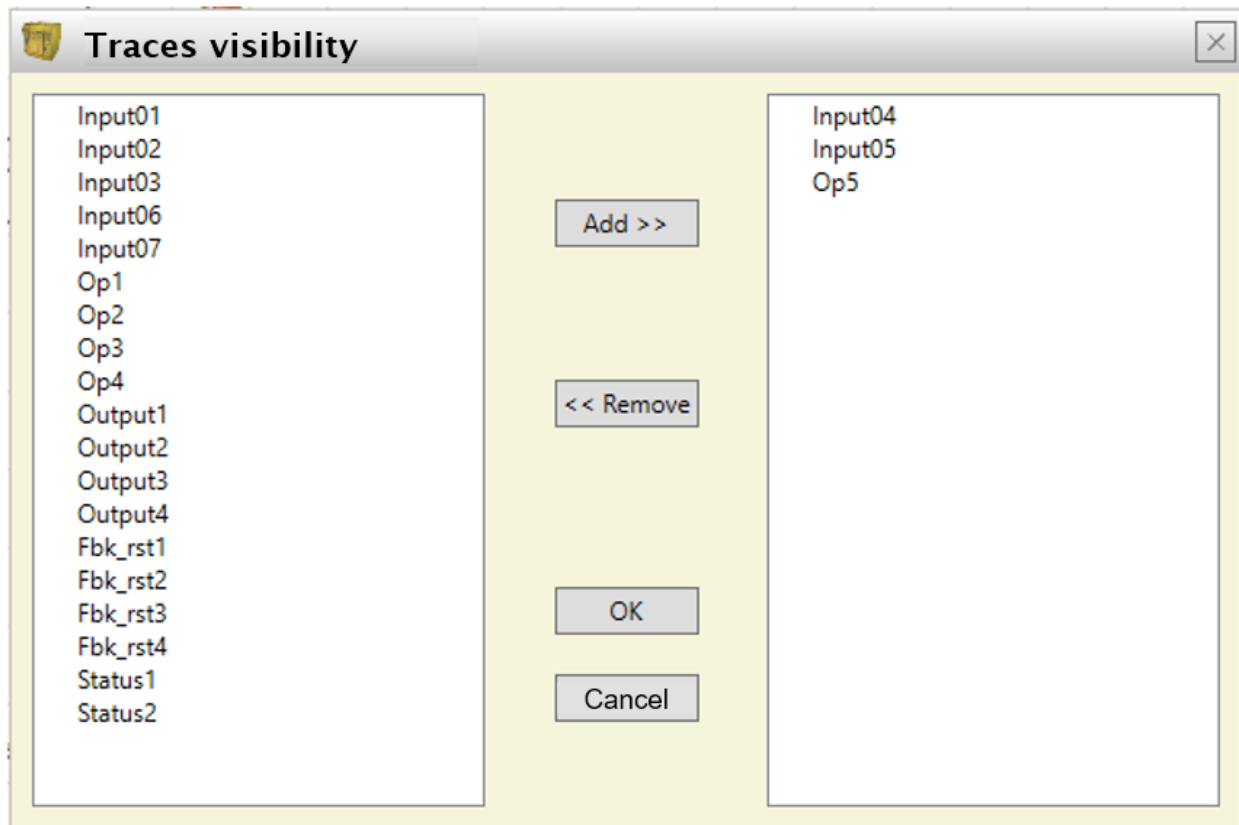 Traces visibility
Input01
Input02
Input03
Input06
Input07
Op1
Op2
Op3
Op4
Output1
Output2
Output3
Output4
Fbk_rst1
Fbk_rst2
Fbk_rst3
Fbk_rst4
Status1
Status2
Add >>
<< Remove
OK
Cancel
Input04
Input05
Op5